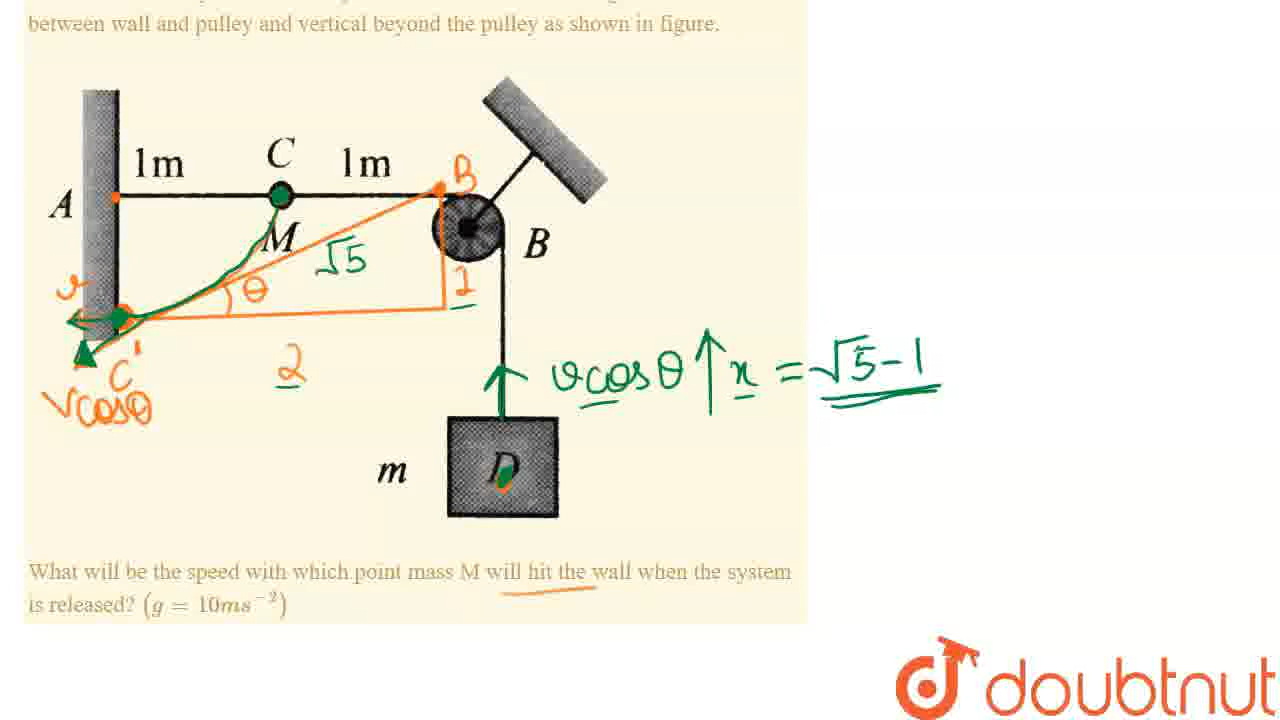 between wall and pulley and vertical beyond the pulley as shown in figure.
1m
C
1m
B
A
M
B
√5
θ
1
v
C'
2
vcosθ
vcosθ ↑ x = √5-1
m
D
What will be the speed with which point mass M will hit the wall when the system
is released? (g = 10ms⁻²)
doubtnut